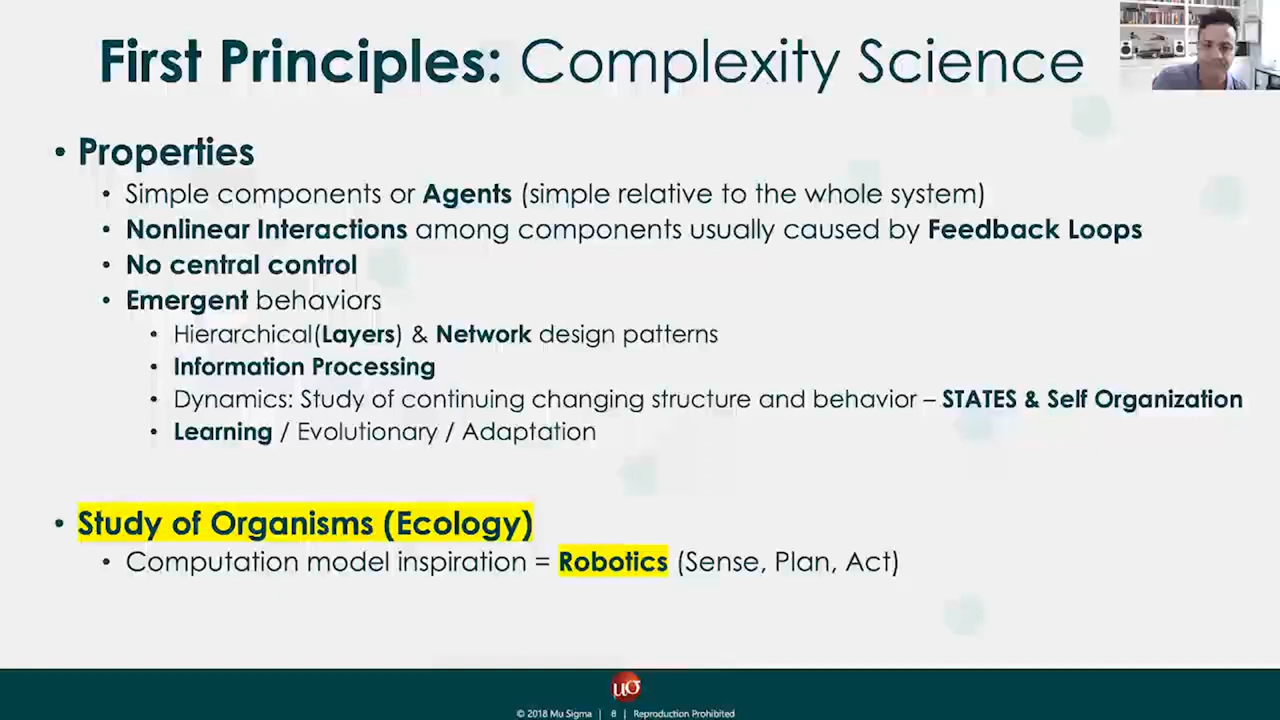 First Principles: Complexity Science
• Properties
• Simple components or Agents (simple relative to the whole system)
• Nonlinear Interactions among components usually caused by Feedback Loops
• No central control
• Emergent behaviors
• Hierarchical(Layers) & Network design patterns
• Information Processing
• Dynamics: Study of continuing changing structure and behavior – STATES & Self Organization
• Learning / Evolutionary / Adaptation
• Study of Organisms (Ecology)
• Computation model inspiration = Robotics (Sense, Plan, Act)
μσ
© 2018 Mu Sigma | 8 | Reproduction Prohibited